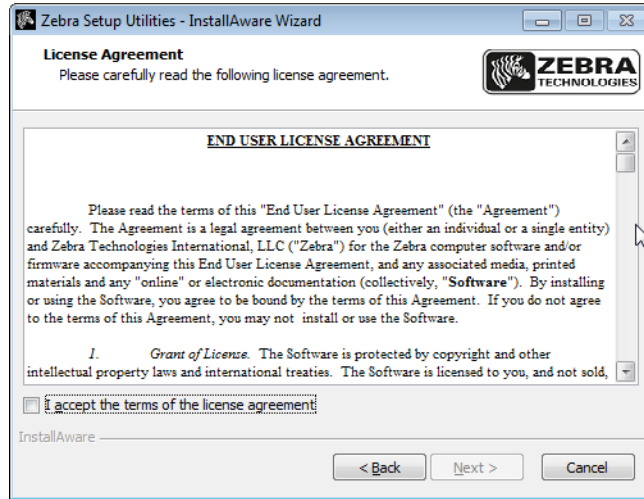 Zebra Setup Utilities - InstallAware Wizard
License Agreement
Please carefully read the following license agreement.
ZEBRA
TECHNOLOGIES
END USER LICENSE AGREEMENT
Please read the terms of this "End User License Agreement" (the "Agreement")
carefully. The Agreement is a legal agreement between you (either an individual or a single entity)
and Zebra Technologies International, LLC ("Zebra") for the Zebra computer software and/or
firmware accompanying this End User License Agreement, and any associated media, printed
materials and any "online" or electronic documentation (collectively, "Software"). By installing
or using the Software, you agree to be bound by the terms of this Agreement. If you do not agree
to the terms of this Agreement, you may not install or use the Software.
1. Grant of License. The Software is protected by copyright and other
intellectual property laws and international treaties. The Software is licensed to you, and not sold,
I accept the terms of the license agreement
InstallAware
< Back Next > Cancel